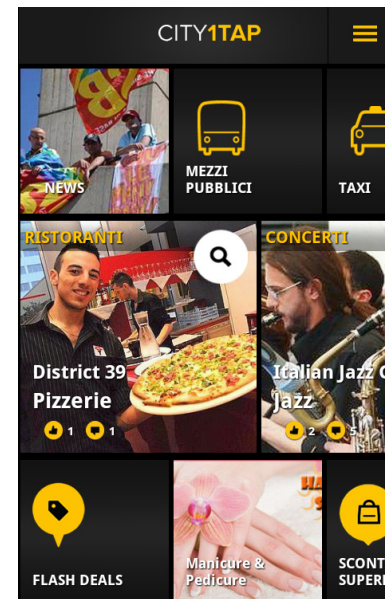 CITY1TAP
NEWS
MEZZI
PUBBLICI
TAXI
RISTORANTI
CONCERTI
District 39
Pizzerie
1
1
Italian Jazz
Jazz
2
5
FLASH DEALS
Manicure &
Pedicure
SCONT
SUPER